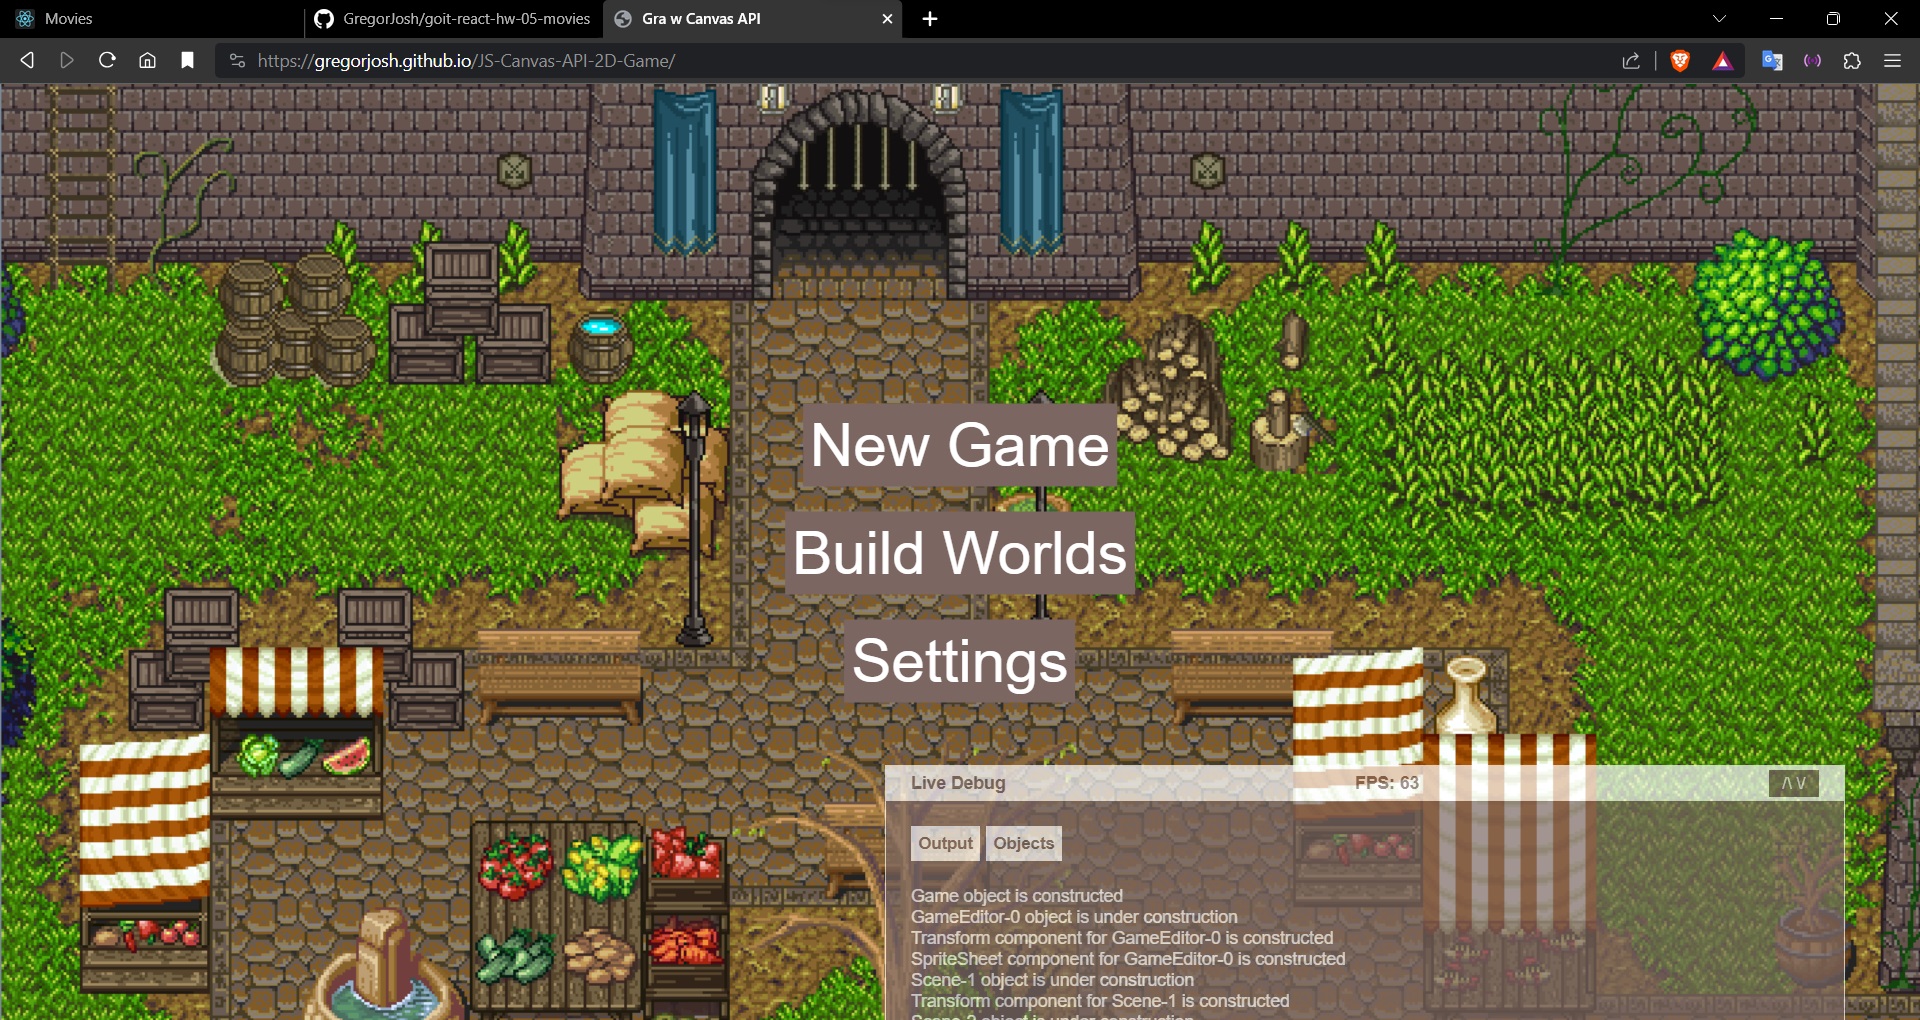 Movies
GregorJosh/goit-react-hw-05-movies
Gra w Canvas API
https://gregorjosh.github.io/JS-Canvas-API-2D-Game/
New Game
Build Worlds
Settings
Live Debug
FPS: 63
/\ \/
Output
Objects
Game object is constructed
GameEditor-0 object is under construction
Transform component for GameEditor-0 is constructed
SpriteSheet component for GameEditor-0 is constructed
Scene-1 object is under construction
Transform component for Scene-1 is constructed